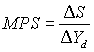 MPS = ΔS / ΔY_d